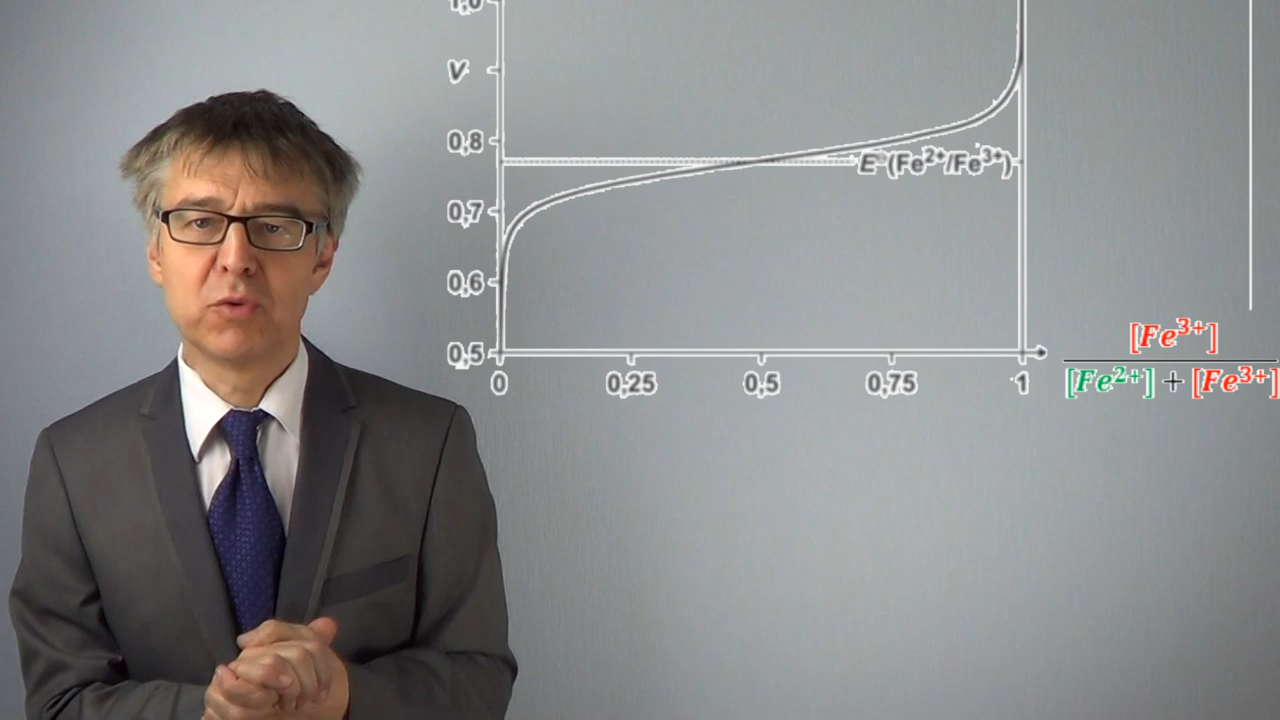 1,0
V
0,8
E°(Fe²⁺/Fe³⁺)
0,7
0,6
0,5
0 0,25 0,5 0,75 1
[Fe³⁺]
[Fe²⁺] + [Fe³⁺]